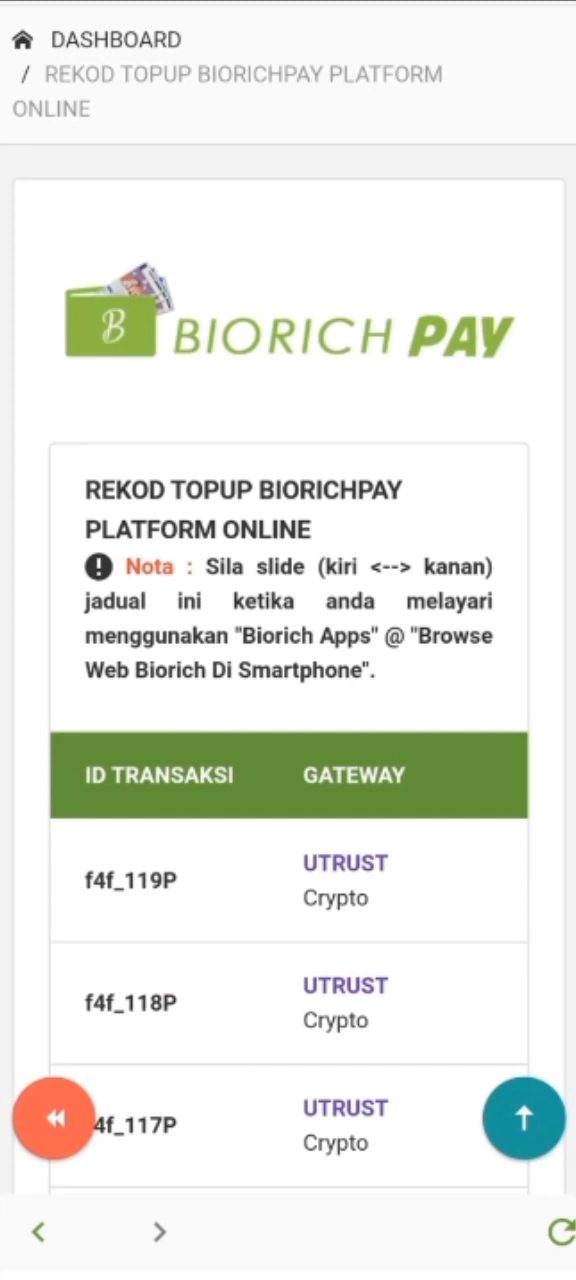 DASHBOARD
/ REKOD TOPUP BIORICHPAY PLATFORM
ONLINE
B BIORICH PAY
REKOD TOPUP BIORICHPAY
PLATFORM ONLINE
! Nota : Sila slide (kiri <--> kanan)
jadual ini ketika anda melayari
menggunakan "Biorich Apps" @ "Browse
Web Biorich Di Smartphone".
ID TRANSAKSI GATEWAY
f4f_119P UTRUST
Crypto
f4f_118P UTRUST
Crypto
4f_117P UTRUST
Crypto